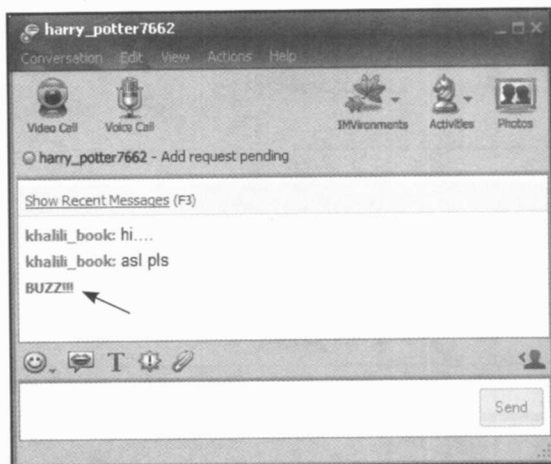 harry_potter7662
Conversation Edit View Actions Help
Video Call Voice Call IMVironments Activities Photos
harry_potter7662 - Add request pending
Show Recent Messages (F3)
khalili_book: hi....
khalili_book: asl pls
BUZZ!!!
T
Send